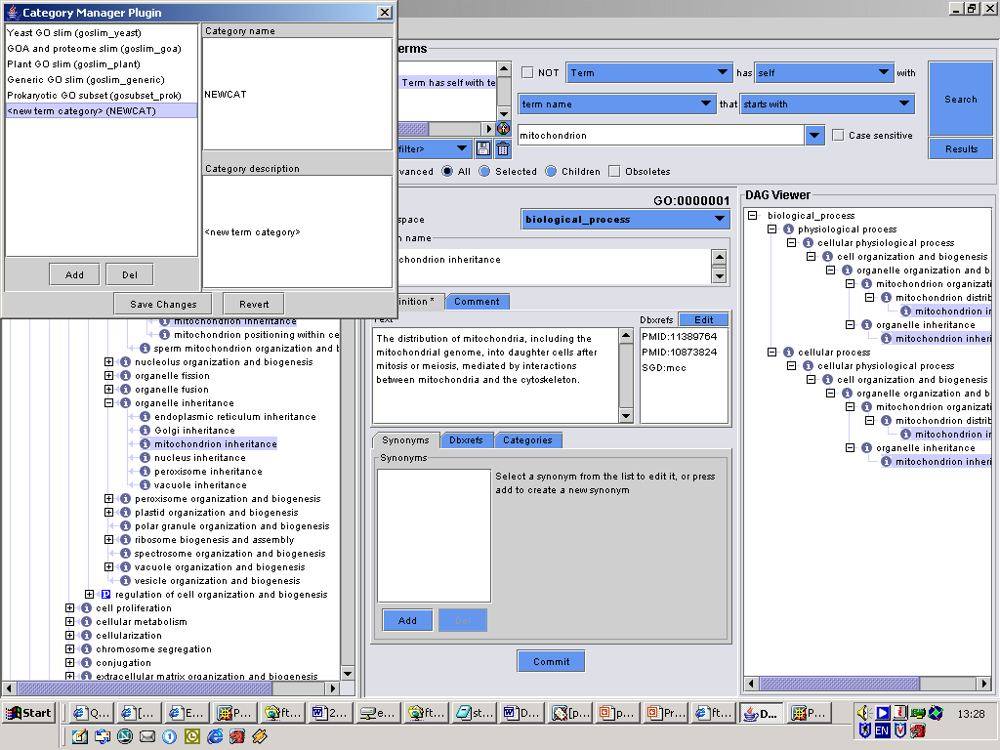 Category Manager Plugin
Yeast GO slim (goslim_yeast)
GOA and proteome slim (goslim_goa)
Plant GO slim (goslim_plant)
Generic GO slim (goslim_generic)
Prokaryotic GO subset (gosubset_prok)
<new term category> (NEWCAT)
Add
Del
Category name
NEWCAT
Category description
<new term category>
Save Changes
Revert
erms
Term has self with te
NOT
Term
has
self
with
term name
that
starts with
mitochondrion
Case sensitive
Search
Results
filter>
vanced
All
Selected
Children
Obsoletes
GO:0000001
space
biological_process
name
chondrion inheritance
inition *
Comment
Text
The distribution of mitochondria, including the
mitochondrial genome, into daughter cells after
mitosis or meiosis, mediated by interactions
between mitochondria and the cytoskeleton.
Dbxrefs
Edit
PMID:11389764
PMID:10873824
SGD:mcc
Synonyms
Dbxrefs
Categories
Synonyms
Select a synonym from the list to edit it, or press
add to create a new synonym
Add
Del
Commit
mitochondrion inheritance
mitochondrion positioning within ce
sperm mitochondrion organization and b
nucleolus organization and biogenesis
organelle fission
organelle fusion
organelle inheritance
endoplasmic reticulum inheritance
Golgi inheritance
mitochondrion inheritance
nucleus inheritance
peroxisome inheritance
vacuole inheritance
peroxisome organization and biogenesis
plastid organization and biogenesis
polar granule organization and biogenesis
ribosome biogenesis and assembly
spectrosome organization and biogenesis
vacuole organization and biogenesis
vesicle organization and biogenesis
P regulation of cell organization and biogenesis
cell proliferation
cellular metabolism
cellularization
chromosome segregation
conjugation
extracellular matrix organization and biogenesis
DAG Viewer
biological_process
physiological process
cellular physiological process
cell organization and biogenesis
organelle organization and b
mitochondrion organizati
mitochondrion distrib
mitochondrion in
organelle inheritance
mitochondrion inheri
cellular process
cellular physiological process
cell organization and biogenesis
organelle organization and b
mitochondrion organizati
mitochondrion distrib
mitochondrion in
organelle inheritance
mitochondrion inheri
Start
Q...
[...
E...
P...
ft...
2...
e...
ft...
st...
D...
[p...
p...
Pr...
ft...
D...
P...
EN
13:28